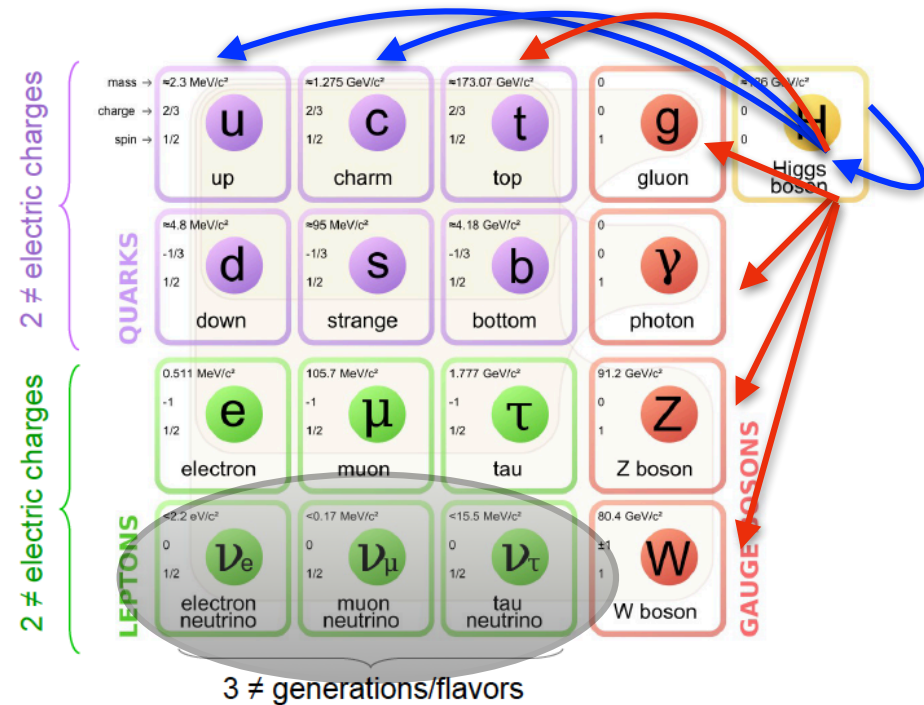 mass → ≈2.3 MeV/c²
charge → 2/3
spin → 1/2
u
up
≈1.275 GeV/c²
2/3
1/2
c
charm
≈173.07 GeV/c²
2/3
1/2
t
top
0
0
1
g
gluon
0
0
H
Higgs
boson
2 ≠ electric charges
QUARKS
≈4.8 MeV/c²
-1/3
1/2
d
down
≈95 MeV/c²
-1/3
1/2
s
strange
≈4.18 GeV/c²
-1/3
1/2
b
bottom
0
0
1
γ
photon
2 ≠ electric charges
LEPTONS
0.511 MeV/c²
-1
1/2
e
electron
105.7 MeV/c²
-1
1/2
μ
muon
1.777 GeV/c²
-1
1/2
τ
tau
91.2 GeV/c²
0
1
Z
Z boson
GAUGE BOSONS
<2.2 eV/c²
0
1/2
νe
electron
neutrino
<0.17 MeV/c²
0
1/2
νμ
muon
neutrino
<15.5 MeV/c²
0
1/2
ντ
tau
neutrino
80.4 GeV/c²
±1
1
W
W boson
3 ≠ generations/flavors